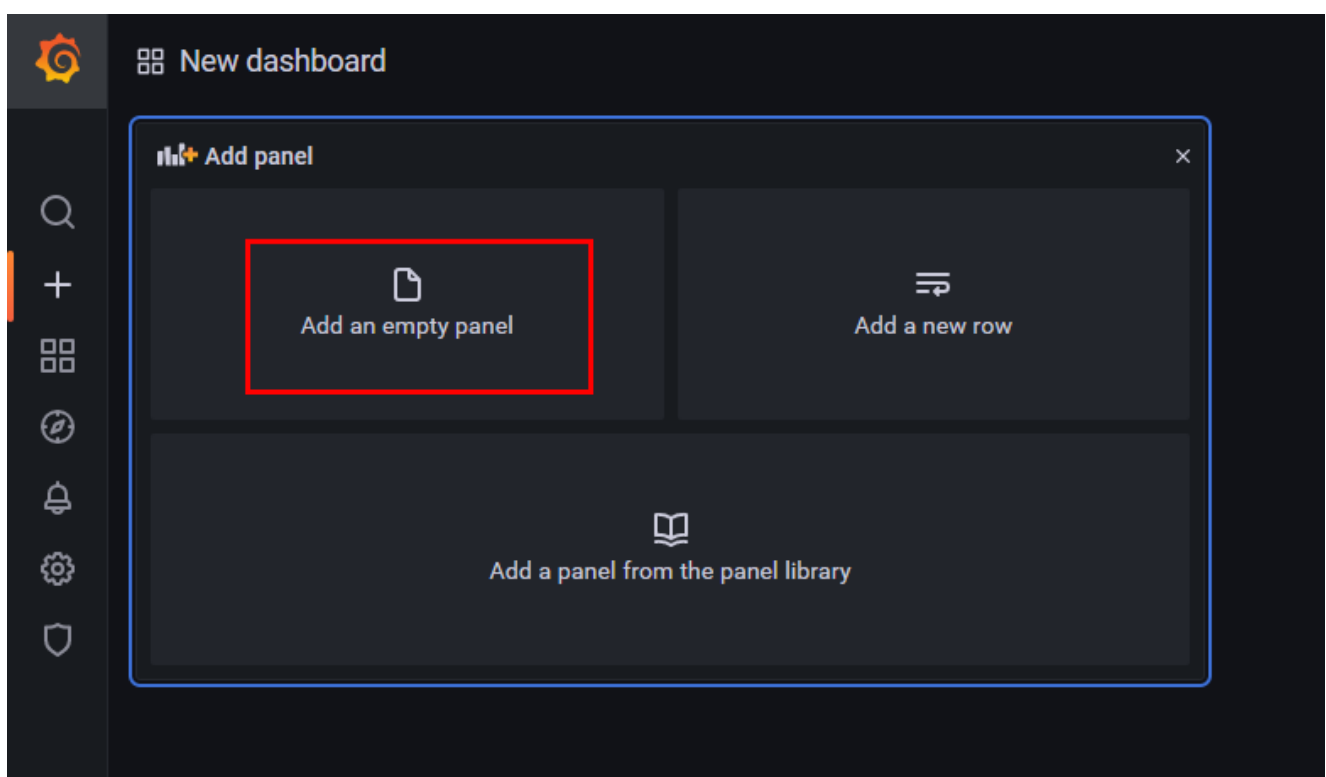 New dashboard
Add panel
Add an empty panel
Add a new row
Add a panel from the panel library